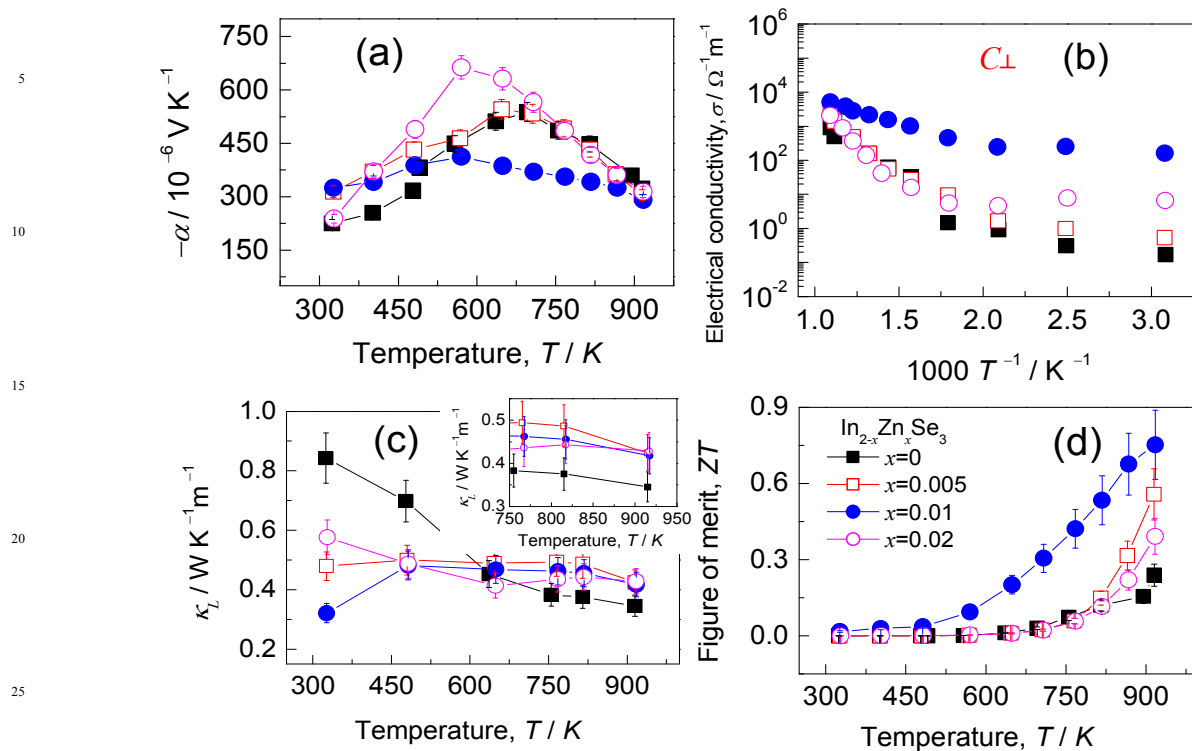 5
10
15
20
25
(a)
−α / 10⁻⁶ V K⁻¹
750
600
450
300
150
300 450 600 750 900
Temperature, T / K
(b)
C⊥
Electrical conductivity, σ / Ω⁻¹m⁻¹
10⁶
10⁴
10²
10⁰
10⁻²
1.0 1.5 2.0 2.5 3.0
1000 T⁻¹ / K⁻¹
(c)
κL / W K⁻¹m⁻¹
1.0
0.8
0.6
0.4
0.2
300 450 600 750 900
Temperature, T / K
κL / W K⁻¹m⁻¹
0.5
0.4
0.3
750 800 850 900 950
Temperature, T / K
(d)
Figure of merit, ZT
0.9
0.6
0.3
0.0
In2-xZnxSe3
x=0
x=0.005
x=0.01
x=0.02
300 450 600 750 900
Temperature, T / K